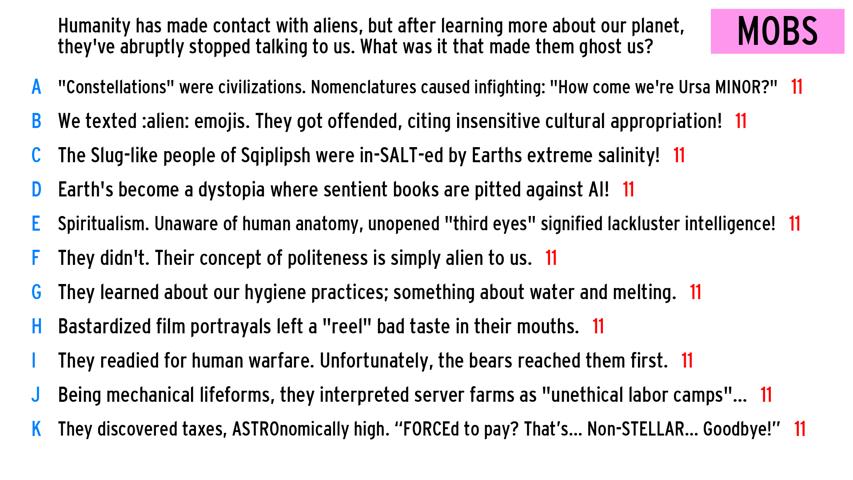 Humanity has made contact with aliens, but after learning more about our planet,
they've abruptly stopped talking to us. What was it that made them ghost us?
MOBS
A "Constellations" were civilizations. Nomenclatures caused infighting: "How come we're Ursa MINOR?" 11
B We texted :alien: emojis. They got offended, citing insensitive cultural appropriation! 11
C The Slug-like people of Sqiplipsh were in-SALT-ed by Earths extreme salinity! 11
D Earth's become a dystopia where sentient books are pitted against AI! 11
E Spiritualism. Unaware of human anatomy, unopened "third eyes" signified lackluster intelligence! 11
F They didn't. Their concept of politeness is simply alien to us. 11
G They learned about our hygiene practices; something about water and melting. 11
H Bastardized film portrayals left a "reel" bad taste in their mouths. 11
I They readied for human warfare. Unfortunately, the bears reached them first. 11
J Being mechanical lifeforms, they interpreted server farms as "unethical labor camps"... 11
K They discovered taxes, ASTROnomically high. “FORCEd to pay? That’s... Non-STELLAR... Goodbye!” 11